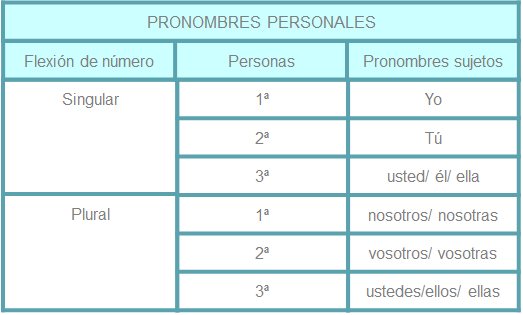 PRONOMBRES PERSONALES
Flexión de número Personas Pronombres sujetos
Singular 1ª Yo
2ª Tú
3ª usted/ él/ ella
Plural 1ª nosotros/ nosotras
2ª vosotros/ vosotras
3ª ustedes/ellos/ ellas